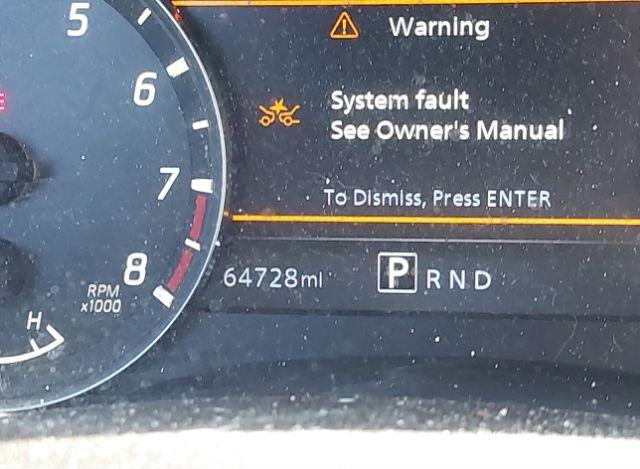 5
Warning
6
System fault
See Owner's Manual
7
To Dismiss, Press ENTER
8
64728mi
P R N D
RPM
x1000
H